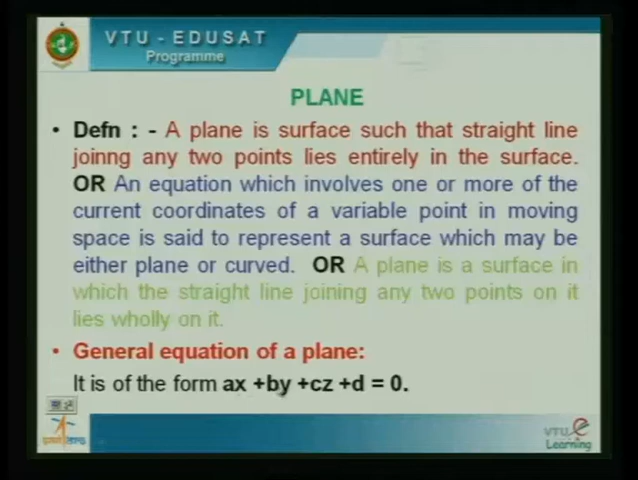 VTU - EDUSAT
Programme
PLANE
• Defn : - A plane is surface such that straight line
joinng any two points lies entirely in the surface.
OR An equation which involves one or more of the
current coordinates of a variable point in moving
space is said to represent a surface which may be
either plane or curved. OR A plane is a surface in
which the straight line joining any two points on it
lies wholly on it.
• General equation of a plane:
It is of the form ax +by +cz +d = 0.
VTU e
Learning